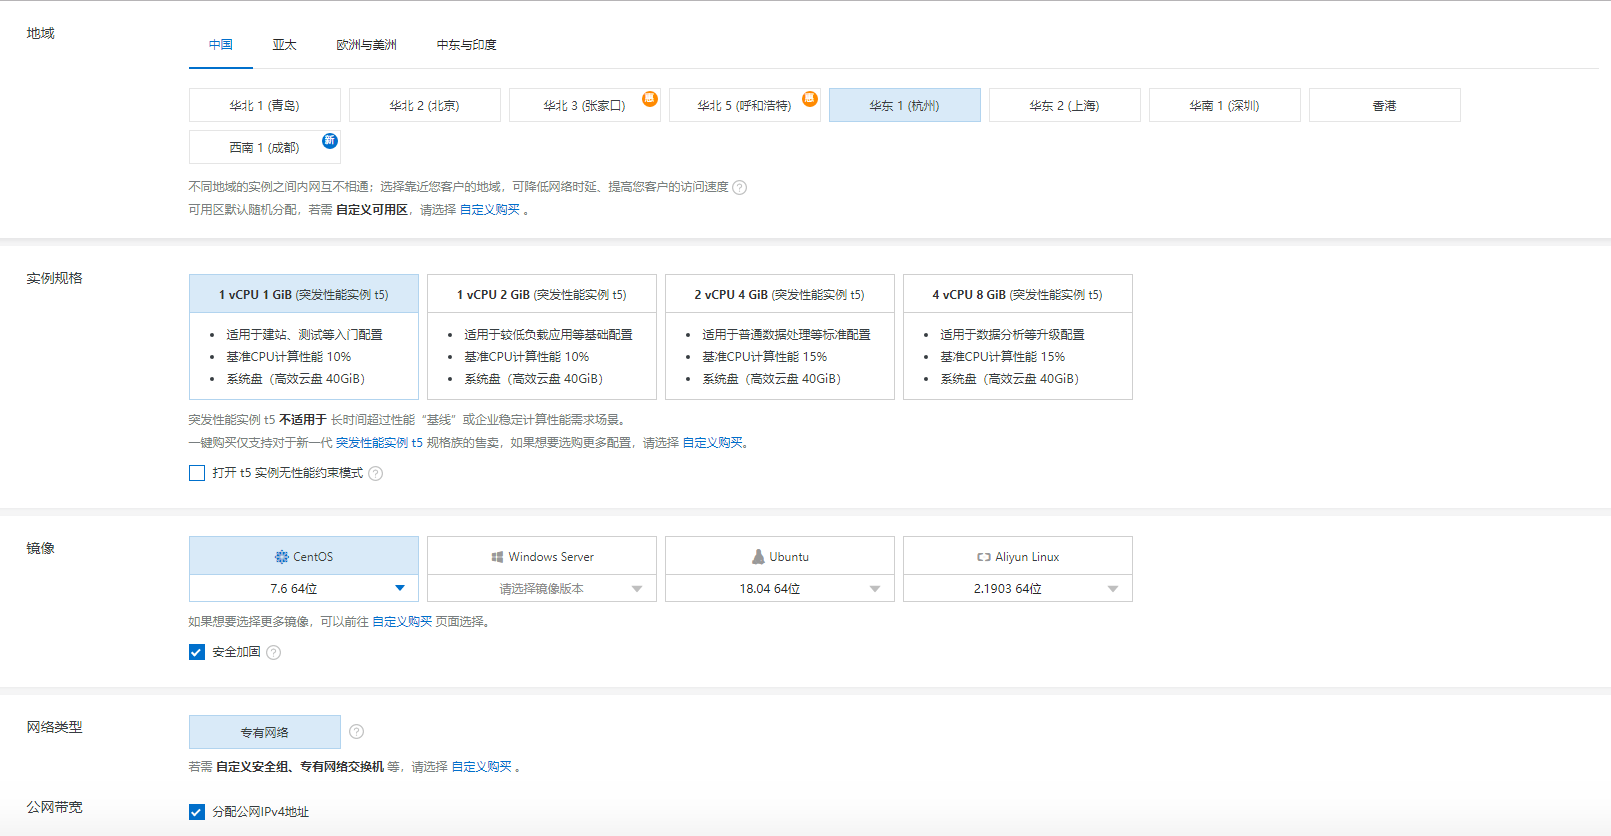 地域
中国 亚太 欧洲与美洲 中东与印度
华北 1 (青岛) 华北 2 (北京) 华北 3 (张家口) 惠 华北 5 (呼和浩特) 惠 华东 1 (杭州) 华东 2 (上海) 华南 1 (深圳) 香港
西南 1 (成都) 新
不同地域的实例之间内网互不相通；选择靠近您客户的地域，可降低网络时延、提高您客户的访问速度 ?
可用区默认随机分配，若需 自定义可用区，请选择 自定义购买 。
实例规格
1 vCPU 1 GiB (突发性能实例 t5) 1 vCPU 2 GiB (突发性能实例 t5) 2 vCPU 4 GiB (突发性能实例 t5) 4 vCPU 8 GiB (突发性能实例 t5)
• 适用于建站、测试等入门配置 • 适用于较低负载应用等基础配置 • 适用于普通数据处理等标准配置 • 适用于数据分析等升级配置
• 基准CPU计算性能 10% • 基准CPU计算性能 10% • 基准CPU计算性能 15% • 基准CPU计算性能 15%
• 系统盘（高效云盘 40GiB） • 系统盘（高效云盘 40GiB） • 系统盘（高效云盘 40GiB） • 系统盘（高效云盘 40GiB）
突发性能实例 t5 不适用于 长时间超过性能“基线”或企业稳定计算性能需求场景。
一键购买仅支持对于新一代 突发性能实例 t5 规格族的售卖，如果想要选购更多配置，请选择 自定义购买。
打开 t5 实例无性能约束模式 ?
镜像
CentOS Windows Server Ubuntu Aliyun Linux
7.6 64位 请选择镜像版本 18.04 64位 2.1903 64位
如果想要选择更多镜像，可以前往 自定义购买 页面选择。
安全加固 ?
网络类型
专有网络 ?
若需 自定义安全组、专有网络交换机 等，请选择 自定义购买 。
公网带宽
分配公网IPv4地址